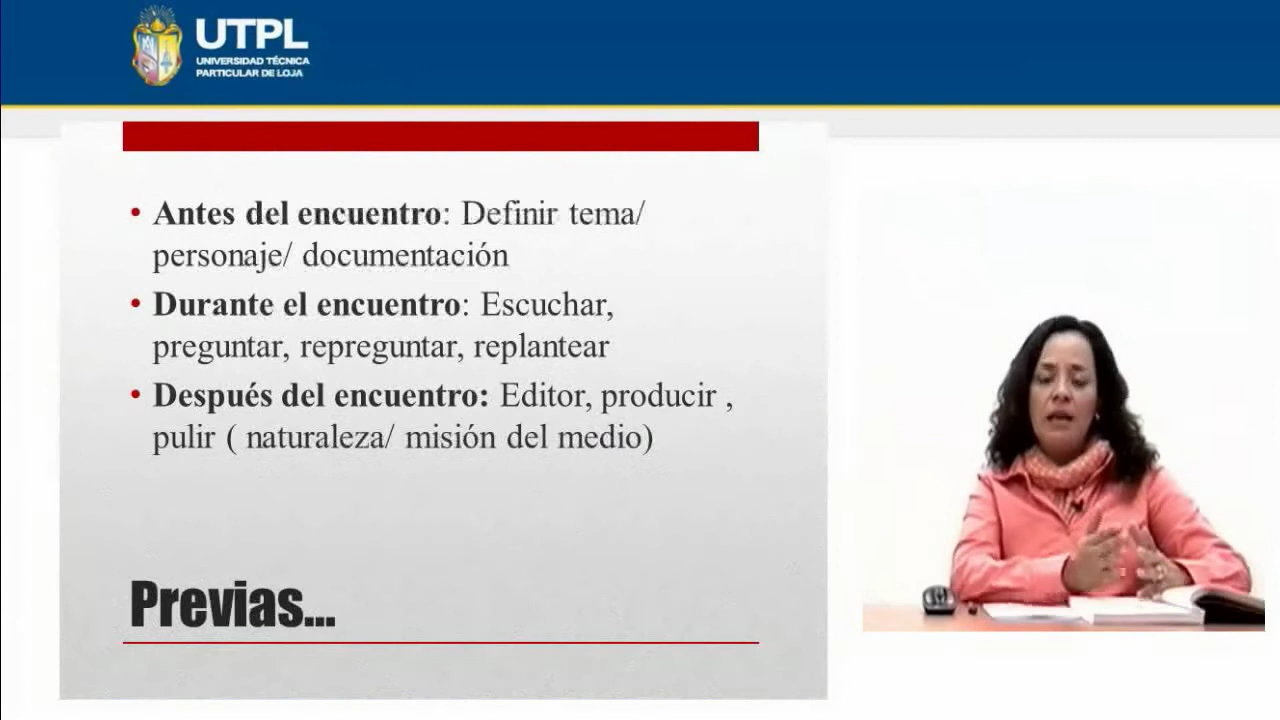 UTPL
UNIVERSIDAD TÉCNICA
PARTICULAR DE LOJA
• Antes del encuentro: Definir tema/
personaje/ documentación
• Durante el encuentro: Escuchar,
preguntar, repreguntar, replantear
• Después del encuentro: Editor, producir ,
pulir ( naturaleza/ misión del medio)
Previas...